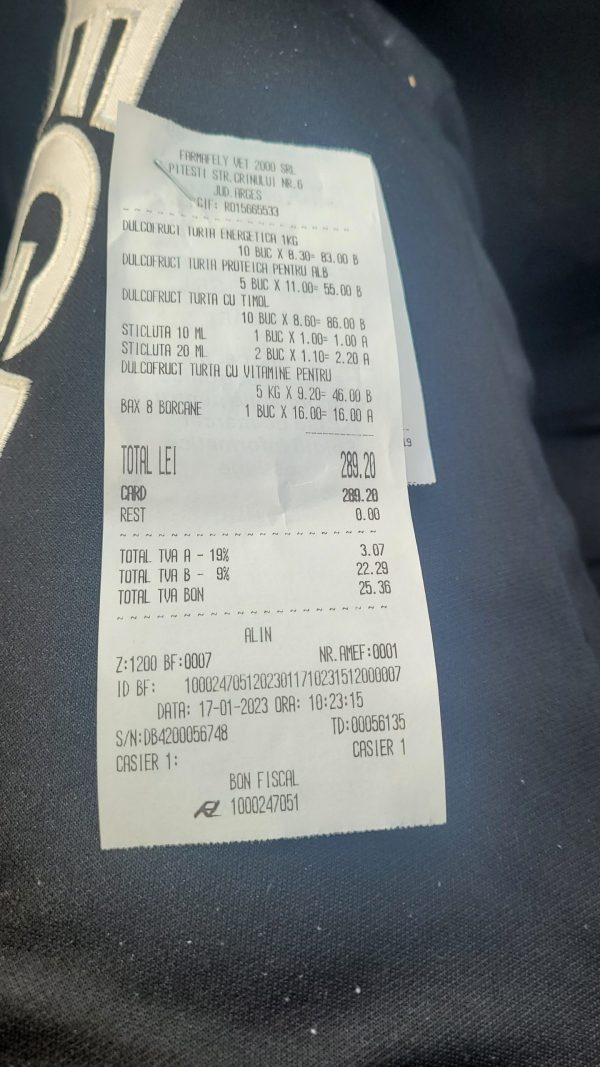 FARMAFELY VET 2000 SRL
PITESTI STR.CRINULUI NR.6
JUD.ARGES
CIF: RO15665533
DULCOFRUCT TURTA ENERGETICA 1KG
10 BUC X 8.30= 83.00 B
DULCOFRUCT TURTA PROTEICA PENTRU ALB
5 BUC X 11.00= 55.00 B
DULCOFRUCT TURTA CU TIMOL
10 BUC X 8.60= 86.00 B
STICLUTA 10 ML 1 BUC X 1.00= 1.00 A
STICLUTA 20 ML 2 BUC X 1.10= 2.20 A
DULCOFRUCT TURTA CU VITAMINE PENTRU
5 KG X 9.20= 46.00 B
BAX 8 BORCANE 1 BUC X 16.00= 16.00 A
TOTAL LEI 289.20
CARD 289.20
REST 0.00
TOTAL TVA A - 19% 3.07
TOTAL TVA B - 9% 22.29
TOTAL TVA BON 25.36
ALIN
Z:1200 BF:0007 NR.AMEF:0001
ID BF: 1000247051202301171023151200007
DATA: 17-01-2023 ORA: 10:23:15
S/N:DB4200056748 TD:00056135
CASIER 1: CASIER 1
BON FISCAL
1000247051